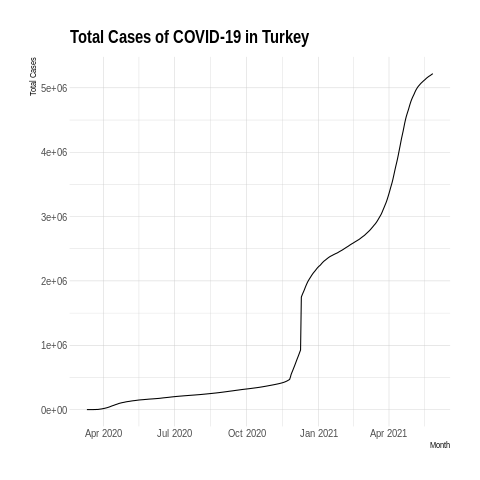 Total Cases of COVID-19 in Turkey
Total Cases
5e+06
4e+06
3e+06
2e+06
1e+06
0e+00
Apr 2020 Jul 2020 Oct 2020 Jan 2021 Apr 2021
Month